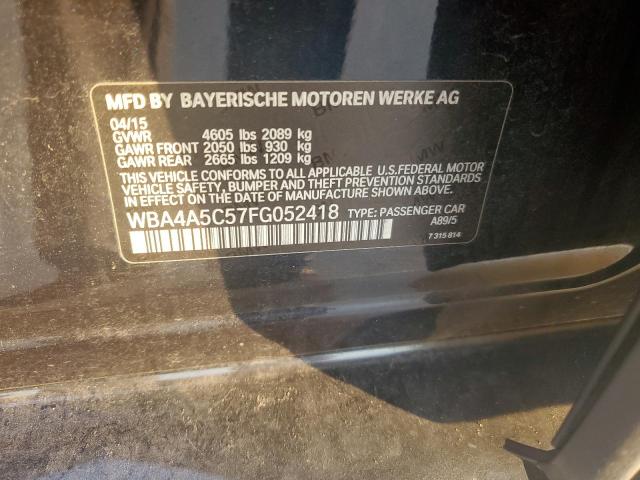 MFD BY BAYERISCHE MOTOREN WERKE AG
04/15
GVWR 4605 lbs 2089 kg
GAWR FRONT 2050 lbs 930 kg
GAWR REAR 2665 lbs 1209 kg
THIS VEHICLE CONFORMS TO ALL APPLICABLE U.S.FEDERAL MOTOR
VEHICLE SAFETY, BUMPER AND THEFT PREVENTION STANDARDS
IN EFFECT ON THE DATE OF MANUFACTURE SHOWN ABOVE.
WBA4A5C57FG052418 TYPE: PASSENGER CAR
A89/5
7 315 814